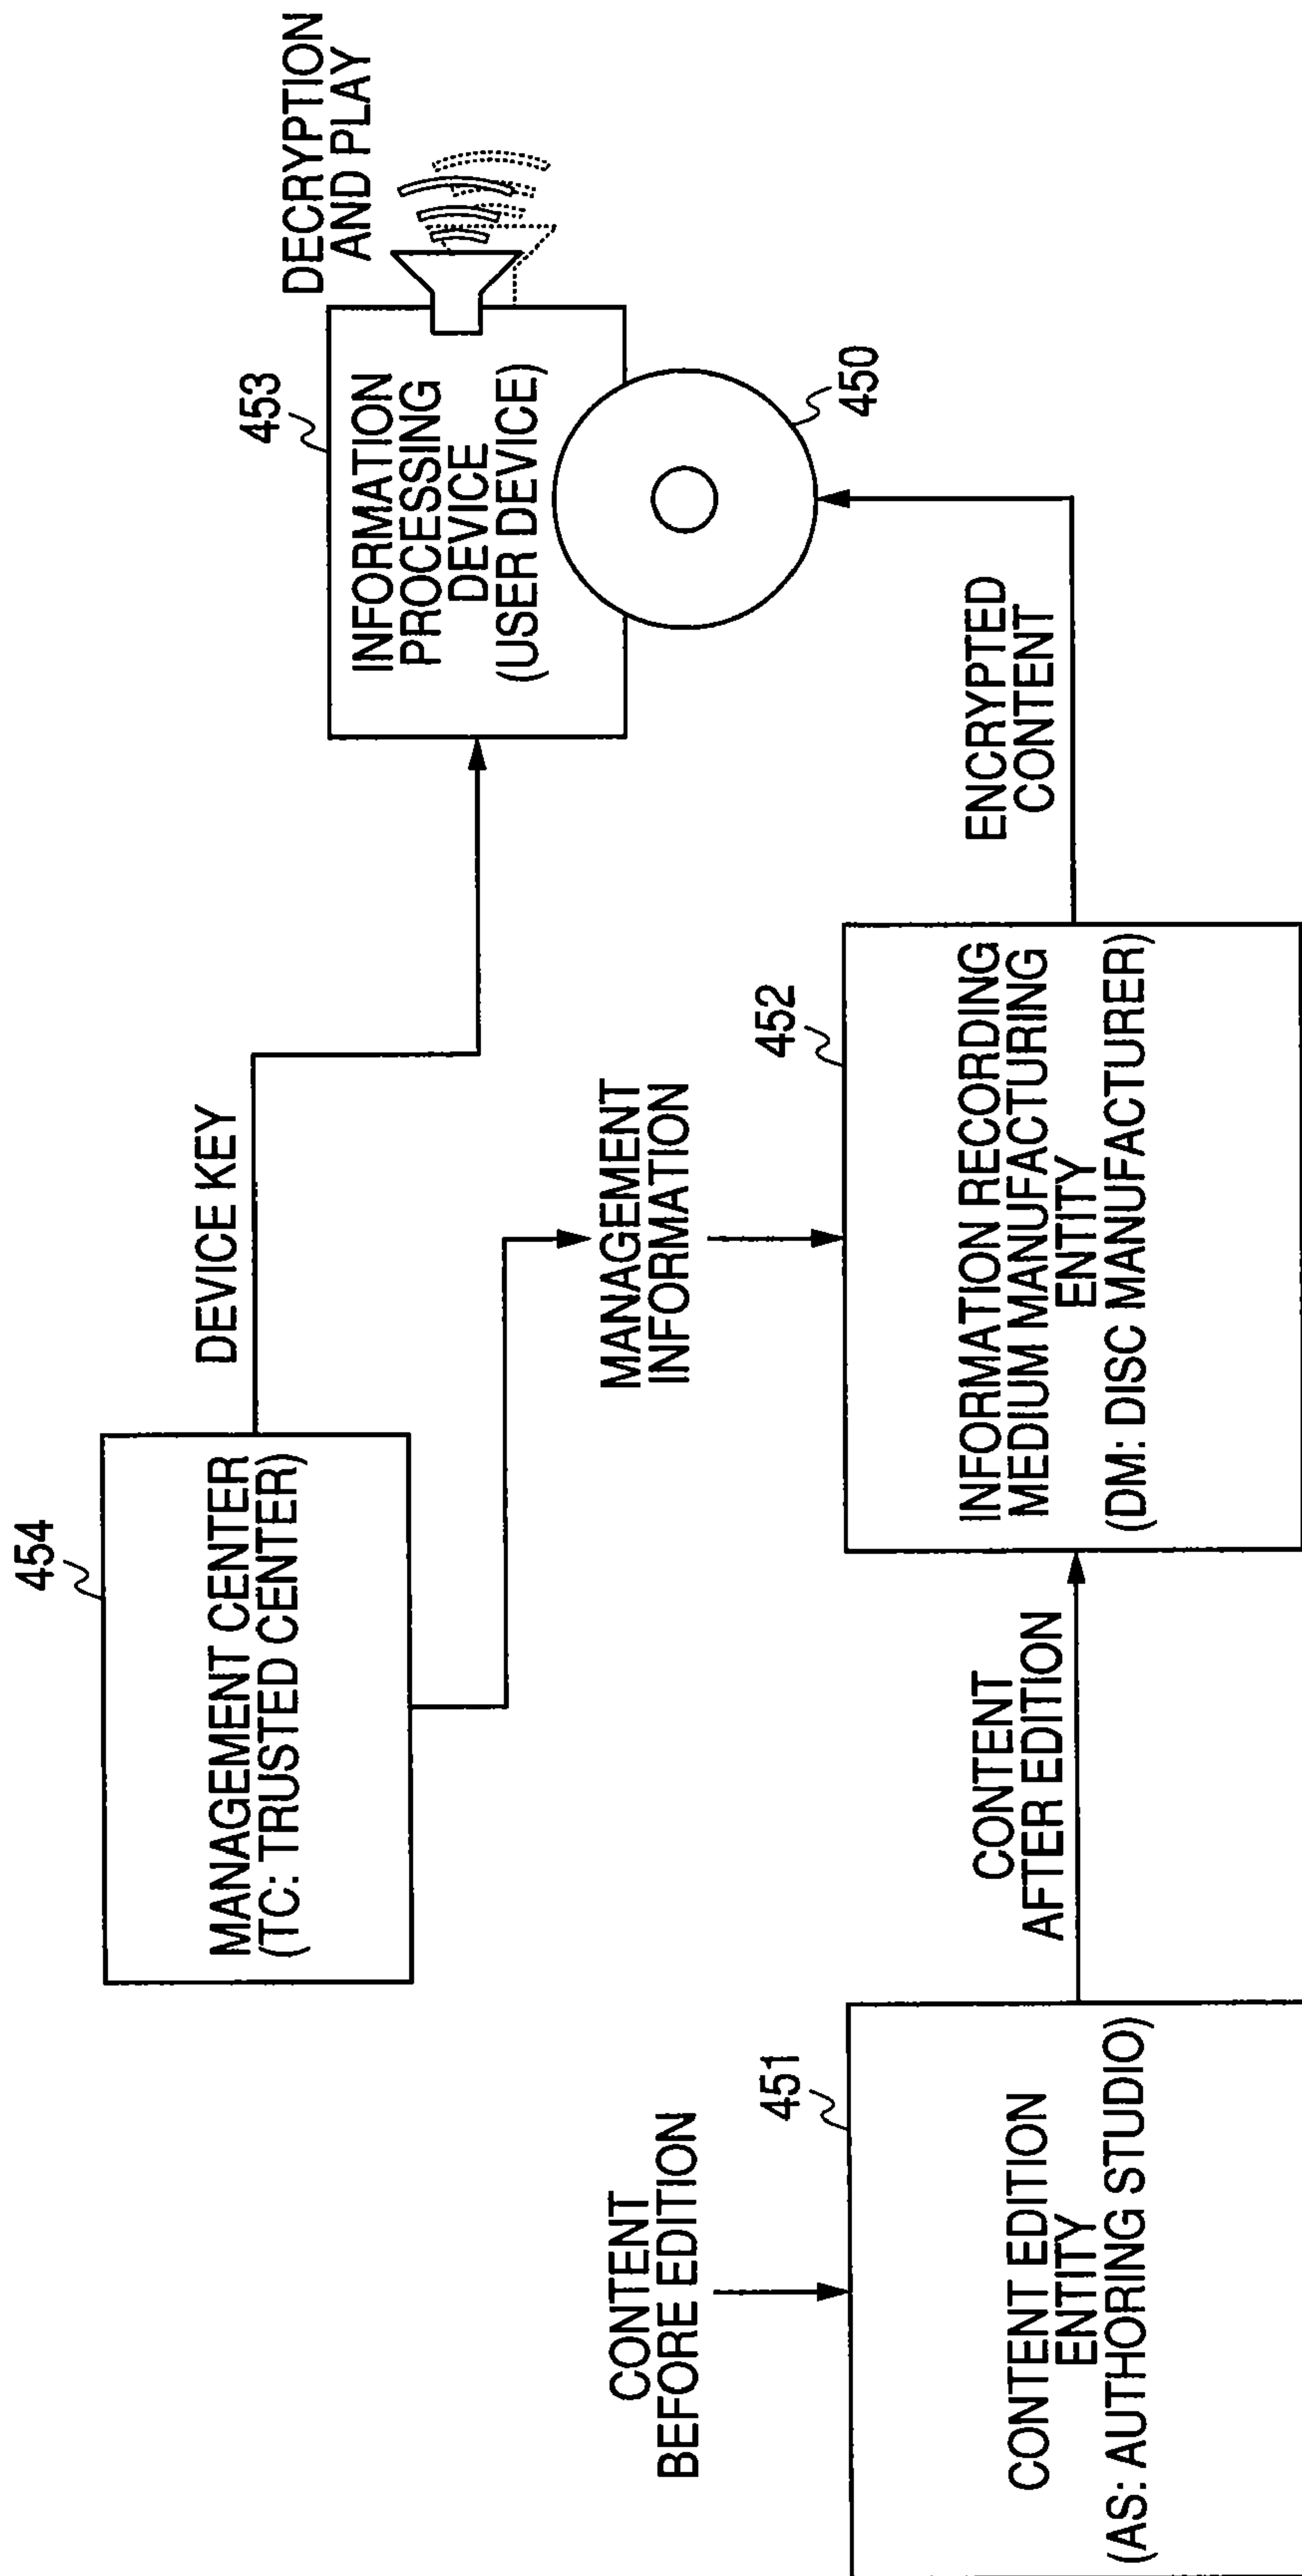 454
MANAGEMENT CENTER
(TC: TRUSTED CENTER)
DEVICE KEY
453
INFORMATION
PROCESSING
DEVICE
(USER DEVICE)
DECRYPTION
AND PLAY
450
MANAGEMENT
INFORMATION
CONTENT
BEFORE EDITION
451
CONTENT EDITION
ENTITY
(AS: AUTHORING STUDIO)
CONTENT
AFTER EDITION
452
INFORMATION RECORDING
MEDIUM MANUFACTURING
ENTITY
(DM: DISC MANUFACTURER)
ENCRYPTED
CONTENT